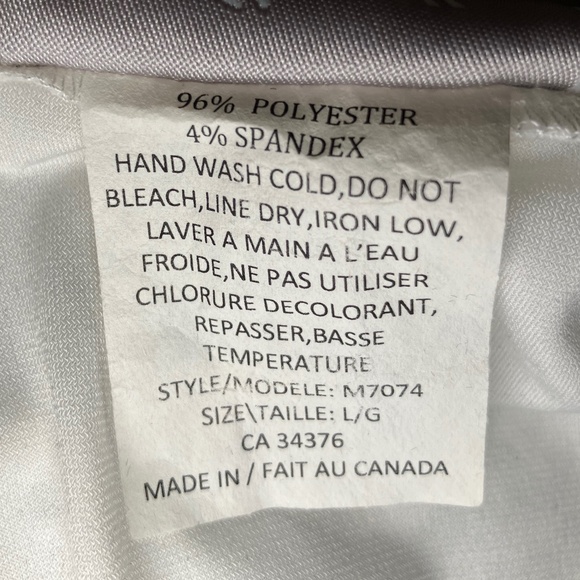 96% POLYESTER
4% SPANDEX
HAND WASH COLD,DO NOT
BLEACH,LINE DRY,IRON LOW,
LAVER A MAIN A L'EAU
FROIDE,NE PAS UTILISER
CHLORURE DECOLORANT,
REPASSER,BASSE
TEMPERATURE
STYLE/MODELE: M7074
SIZE\TAILLE: L/G
CA 34376
MADE IN / FAIT AU CANADA